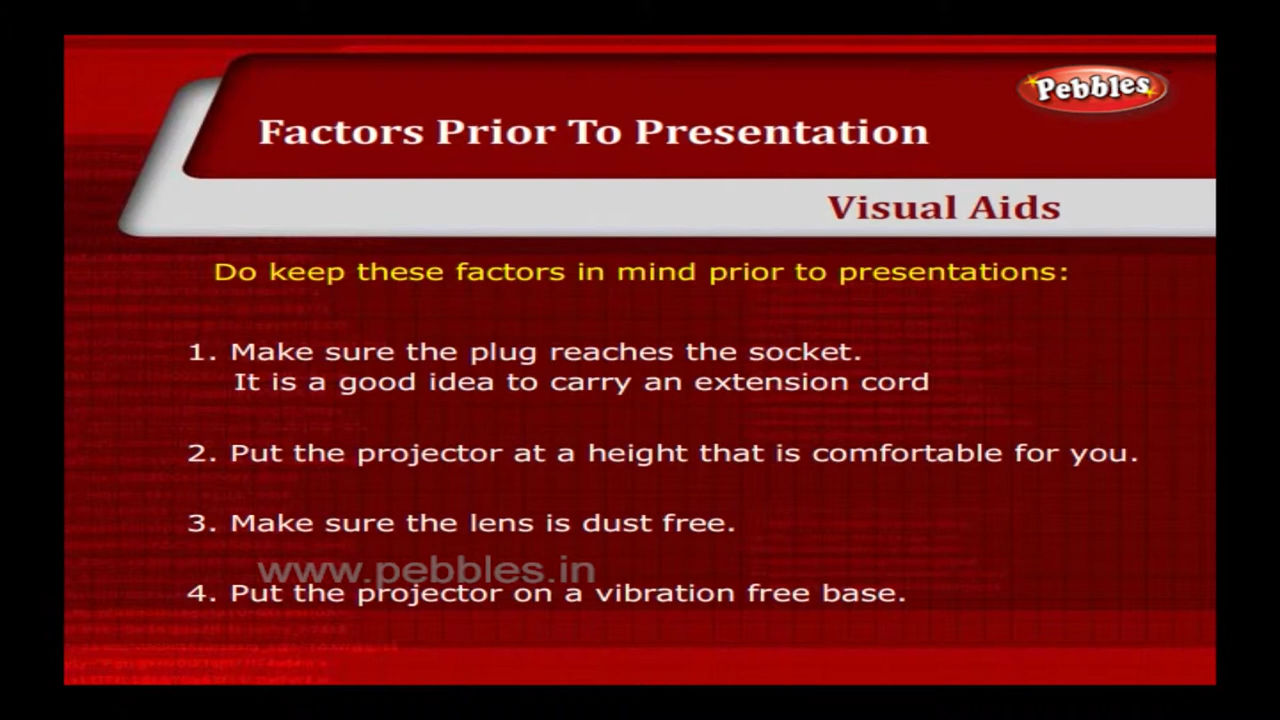 Pebbles
Factors Prior To Presentation
Visual Aids
Do keep these factors in mind prior to presentations:
1. Make sure the plug reaches the socket.
It is a good idea to carry an extension cord
2. Put the projector at a height that is comfortable for you.
3. Make sure the lens is dust free.
www.pebbles.in
4. Put the projector on a vibration free base.